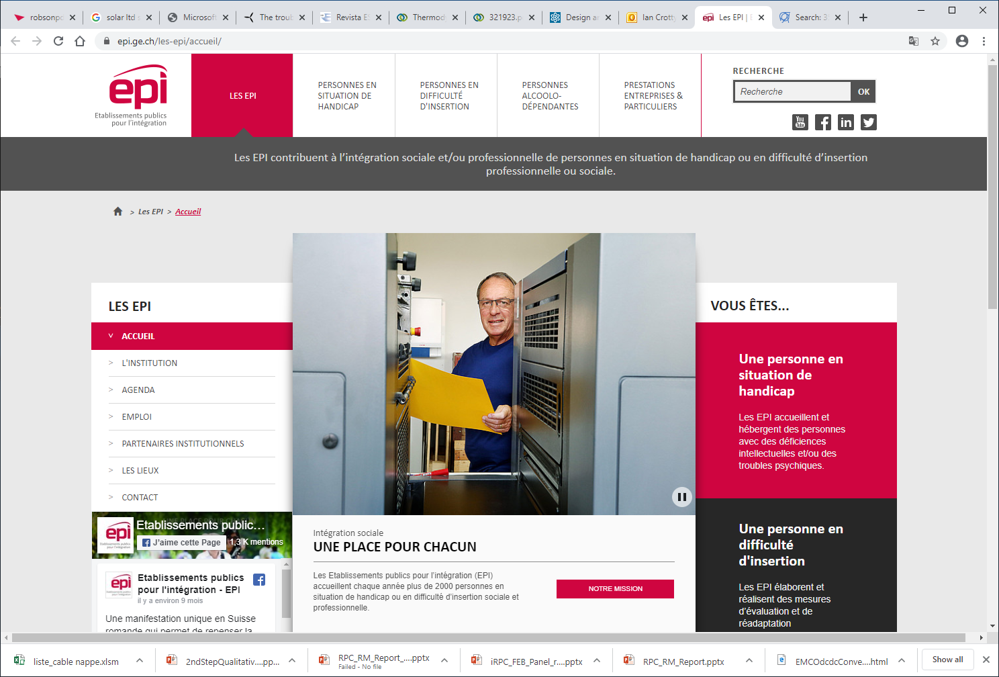 robsonpo
solar ltd s
Microsoft
The troub
Revista ES
Thermody
321923.p
Design an
Ian Crotty
Les EPI | E
Search: 35
epi.ge.ch/les-epi/accueil/
epi
Etablissements publics
pour l'intégration
LES EPI
PERSONNES EN
SITUATION DE
HANDICAP
PERSONNES EN
DIFFICULTÉ
D'INSERTION
PERSONNES
ALCOOLO-
DÉPENDANTES
PRESTATIONS
ENTREPRISES &
PARTICULIERS
RECHERCHE
Recherche
OK
You
Tube
Les EPI contribuent à l'intégration sociale et/ou professionnelle de personnes en situation de handicap ou en difficulté d'insertion
professionnelle ou sociale.
> Les EPI > Accueil
LES EPI
ACCUEIL
> L'INSTITUTION
> AGENDA
> EMPLOI
> PARTENAIRES INSTITUTIONNELS
> LES LIEUX
> CONTACT
epi
Etablissements public...
J'aime cette Page
1,3 K mentions
epi
Etablissements publics
pour l'intégration - EPI
il y a environ 9 mois
Une manifestation unique en Suisse
romande qui permet de repenser la
Intégration sociale
UNE PLACE POUR CHACUN
Les Etablissements publics pour l'intégration (EPI)
accueillent chaque année plus de 2000 personnes en
situation de handicap ou en difficulté d'insertion sociale et
professionnelle.
NOTRE MISSION
VOUS ÊTES...
Une personne en
situation de
handicap
Les EPI accueillent et
hébergent des personnes
avec des déficiences
intellectuelles et/ou des
troubles psychiques.
Une personne en
difficulté
d'insertion
Les EPI élaborent et
réalisent des mesures
d'évaluation et de
réadaptation
liste_cable nappe.xlsm
2ndStepQualitativ....pp...
RPC_RM_Report_....pptx
Failed - No file
iRPC_FEB_Panel_r....pptx
RPC_RM_Report.pptx
EMCOdcdcConve....html
Show all